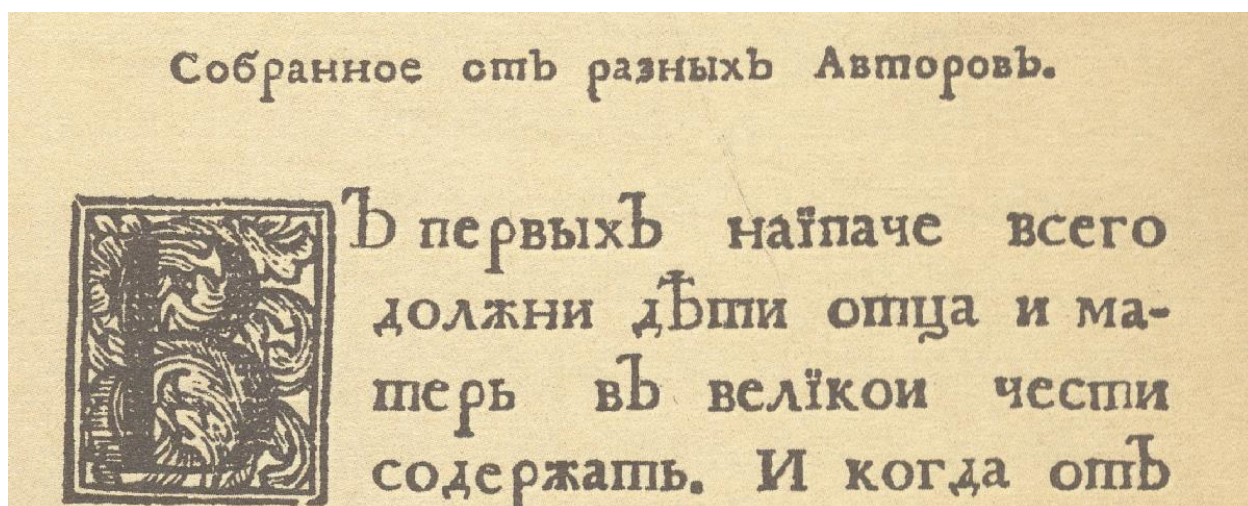 Собранное отъ разныхъ Авторовъ.
Въ первыхъ наїпаче всего
должни дѣти отца и ма-
терь въ велїкои чести
содержать. И когда отъ